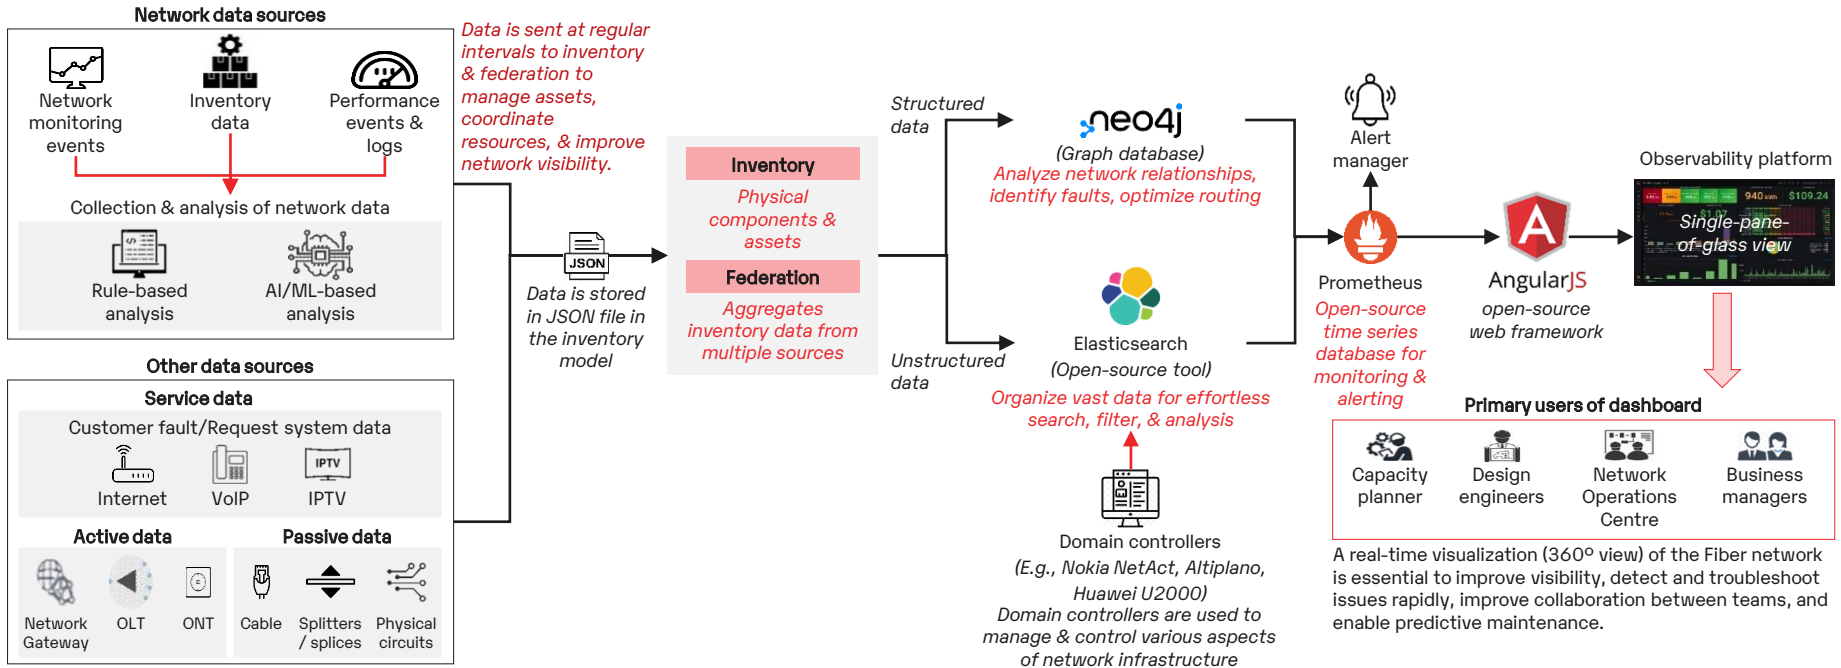 Network data sources
Network
monitoring
events
Inventory
data
Performance
events &
logs
Collection & analysis of network data
Rule-based
analysis
AI/ML-based
analysis
Other data sources
Service data
Customer fault/Request system data
Internet
VoIP
IPTV
IPTV
Active data
Network
Gateway
OLT
ONT
Passive data
Cable
Splitters
/ splices
Physical
circuits
Data is sent at regular
intervals to inventory
& federation to
manage assets,
coordinate
resources, & improve
network visibility.
JSON
Data is stored
in JSON file in
the inventory
model
Inventory
Physical
components &
assets
Federation
Aggregates
inventory data from
multiple sources
Structured
data
Unstructured
data
neo4j
(Graph database)
Analyze network relationships,
identify faults, optimize routing
Elasticsearch
(Open-source tool)
Organize vast data for effortless
search, filter, & analysis
Domain controllers
(E.g., Nokia NetAct, Altiplano,
Huawei U2000)
Domain controllers are used to
manage & control various aspects
of network infrastructure
Alert
manager
Prometheus
Open-source
time series
database for
monitoring &
alerting
A
AngularJS
open-source
web framework
Observability platform
940 kWh
$109.24
Single-pane-
of-glass view
Primary users of dashboard
Capacity
planner
Design
engineers
Network
Operations
Centre
Business
managers
A real-time visualization (360º view) of the Fiber network
is essential to improve visibility, detect and troubleshoot
issues rapidly, improve collaboration between teams, and
enable predictive maintenance.